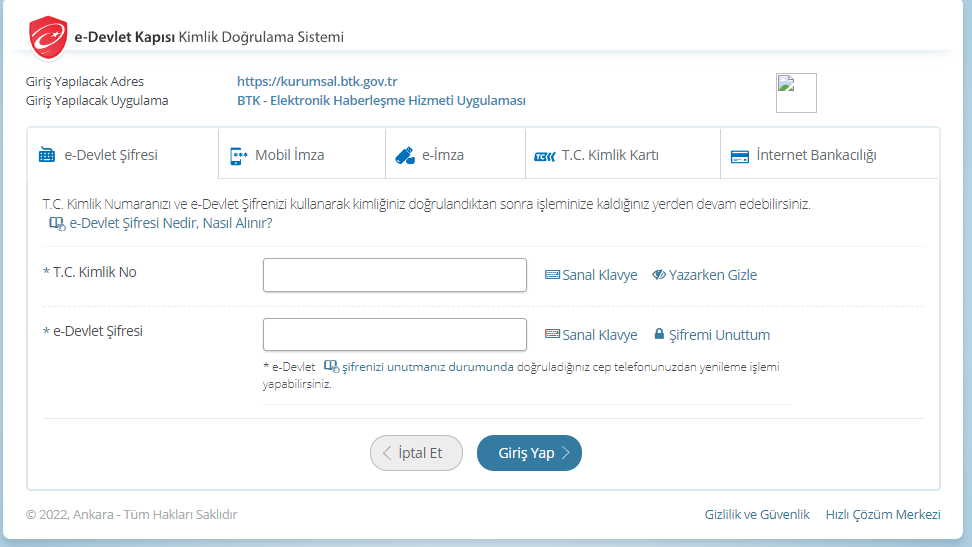 e-Devlet Kapısı Kimlik Doğrulama Sistemi
Giriş Yapılacak Adres https://kurumsal.btk.gov.tr
Giriş Yapılacak Uygulama BTK - Elektronik Haberleşme Hizmeti Uygulaması
e-Devlet Şifresi Mobil İmza e-İmza T.C. Kimlik Kartı İnternet Bankacılığı
T.C. Kimlik Numaranızı ve e-Devlet Şifrenizi kullanarak kimliğiniz doğrulandıktan sonra işleminize kaldığınız yerden devam edebilirsiniz.
e-Devlet Şifresi Nedir, Nasıl Alınır?
* T.C. Kimlik No Sanal Klavye Yazarken Gizle
* e-Devlet Şifresi Sanal Klavye Şifremi Unuttum
* e-Devlet şifrenizi unutmanız durumunda doğruladığınız cep telefonunuzdan yenileme işlemi
yapabilirsiniz.
İptal Et Giriş Yap
© 2022, Ankara - Tüm Hakları Saklıdır Gizlilik ve Güvenlik Hızlı Çözüm Merkezi